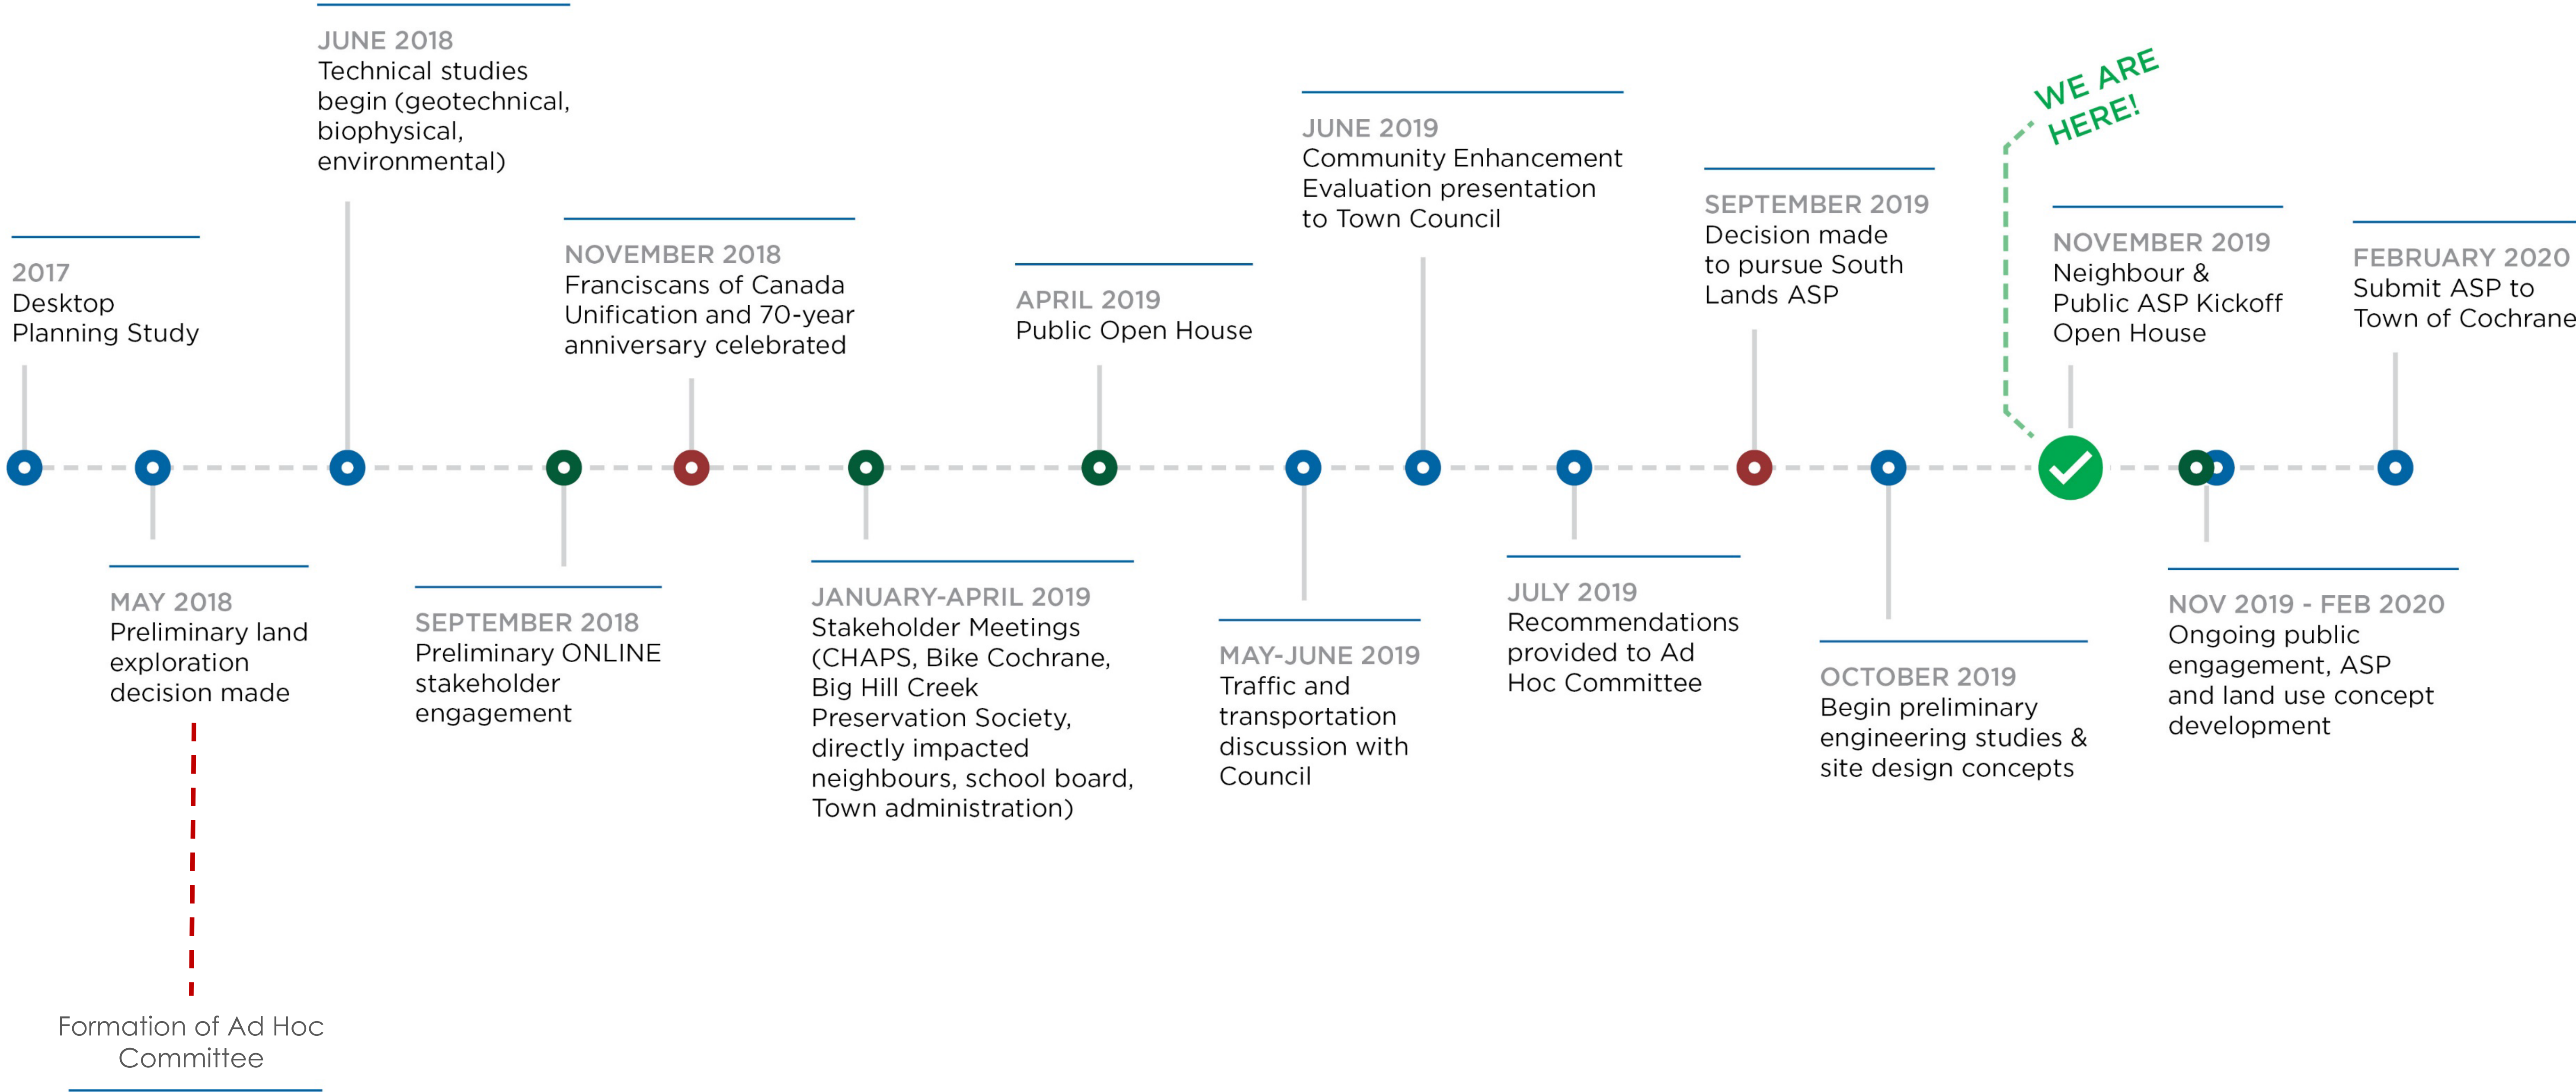 2017
Desktop
Planning Study
MAY 2018
Preliminary land
exploration
decision made
Formation of Ad Hoc
Committee
JUNE 2018
Technical studies
begin (geotechnical,
biophysical,
environmental)
SEPTEMBER 2018
Preliminary ONLINE
stakeholder
engagement
NOVEMBER 2018
Franciscans of Canada
Unification and 70-year
anniversary celebrated
JANUARY-APRIL 2019
Stakeholder Meetings
(CHAPS, Bike Cochrane,
Big Hill Creek
Preservation Society,
directly impacted
neighbours, school board,
Town administration)
APRIL 2019
Public Open House
MAY-JUNE 2019
Traffic and
transportation
discussion with
Council
JUNE 2019
Community Enhancement
Evaluation presentation
to Town Council
JULY 2019
Recommendations
provided to Ad
Hoc Committee
SEPTEMBER 2019
Decision made
to pursue South
Lands ASP
OCTOBER 2019
Begin preliminary
engineering studies &
site design concepts
WE ARE
HERE!
NOVEMBER 2019
Neighbour &
Public ASP Kickoff
Open House
NOV 2019 - FEB 2020
Ongoing public
engagement, ASP
and land use concept
development
FEBRUARY 2020
Submit ASP to
Town of Cochrane